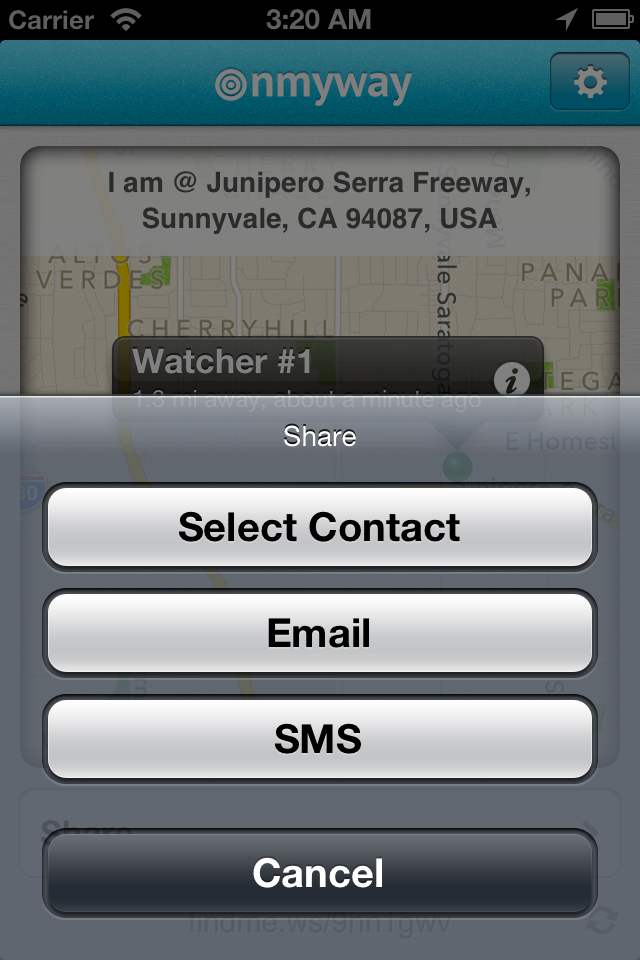 Carrier
3:20 AM
onmyway
I am @ Junipero Serra Freeway,
Sunnyvale, CA 94087, USA
ALTOS
VERDES
PANA
PAR
CHERRYHILL
ale Saratoga
Watcher #1
1.3 mi away, about a minute ago
TEGA
ARK
E Homest
Share
Select Contact
Email
SMS
Share
Cancel
findme.ws/9hn1gwv